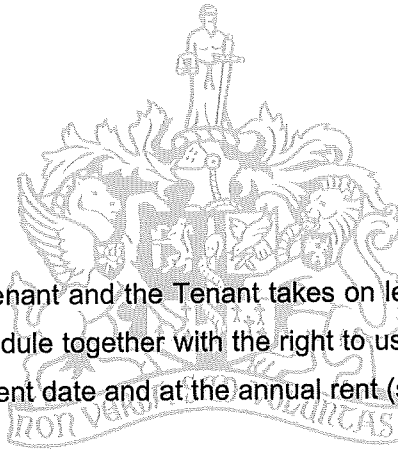 enant and the Tenant takes on le
dule together with the right to us
ent date and at the annual rent (s
NON